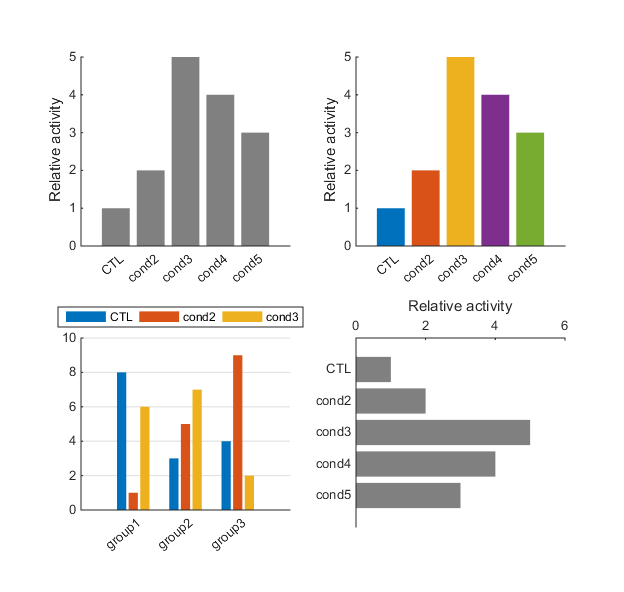 5
4
3
2
1
0
Relative activity
CTL
cond2
cond3
cond4
cond5
5
4
3
2
1
0
Relative activity
CTL
cond2
cond3
cond4
cond5
CTL cond2 cond3
10
8
6
4
2
0
group1
group2
group3
Relative activity
0 2 4 6
CTL
cond2
cond3
cond4
cond5